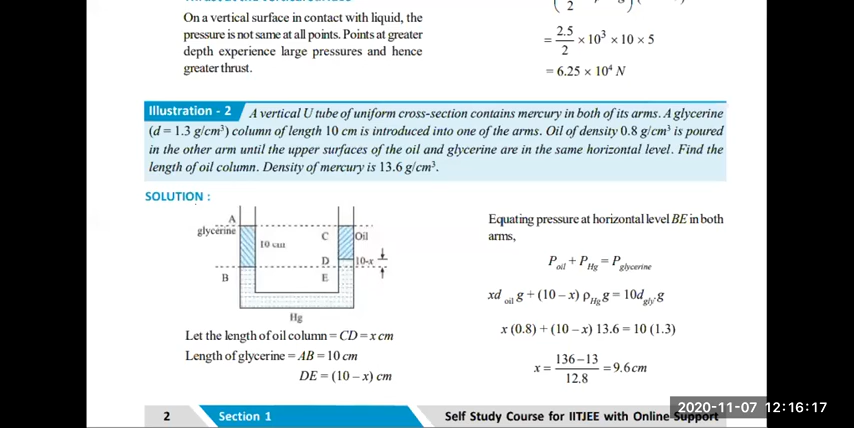 On a vertical surface in contact with liquid, the
pressure is not same at all points. Points at greater
depth experience large pressures and hence
greater thrust.
2
= 2.5/2 × 10³ × 10 × 5
= 6.25 × 10⁴ N
Illustration - 2 A vertical U tube of uniform cross-section contains mercury in both of its arms. A glycerine
(d = 1.3 g/cm³) column of length 10 cm is introduced into one of the arms. Oil of density 0.8 g/cm³ is poured
in the other arm until the upper surfaces of the oil and glycerine are in the same horizontal level. Find the
length of oil column. Density of mercury is 13.6 g/cm³.
SOLUTION :
A
glycerine
10 cm
C
Oil
D
10-x
B
E
Hg
Let the length of oil column = CD = x cm
Length of glycerine = AB = 10 cm
DE = (10 – x) cm
Equating pressure at horizontal level BE in both
arms,
P_oil + P_Hg = P_glycerine
xd_oil g + (10 – x) ρ_Hg g = 10d_gly. g
x (0.8) + (10 – x) 13.6 = 10 (1.3)
x = 136 – 13/12.8 = 9.6 cm
2 Section 1 Self Study Course for IITJEE with Online Support
2020-11-07 12:16:17